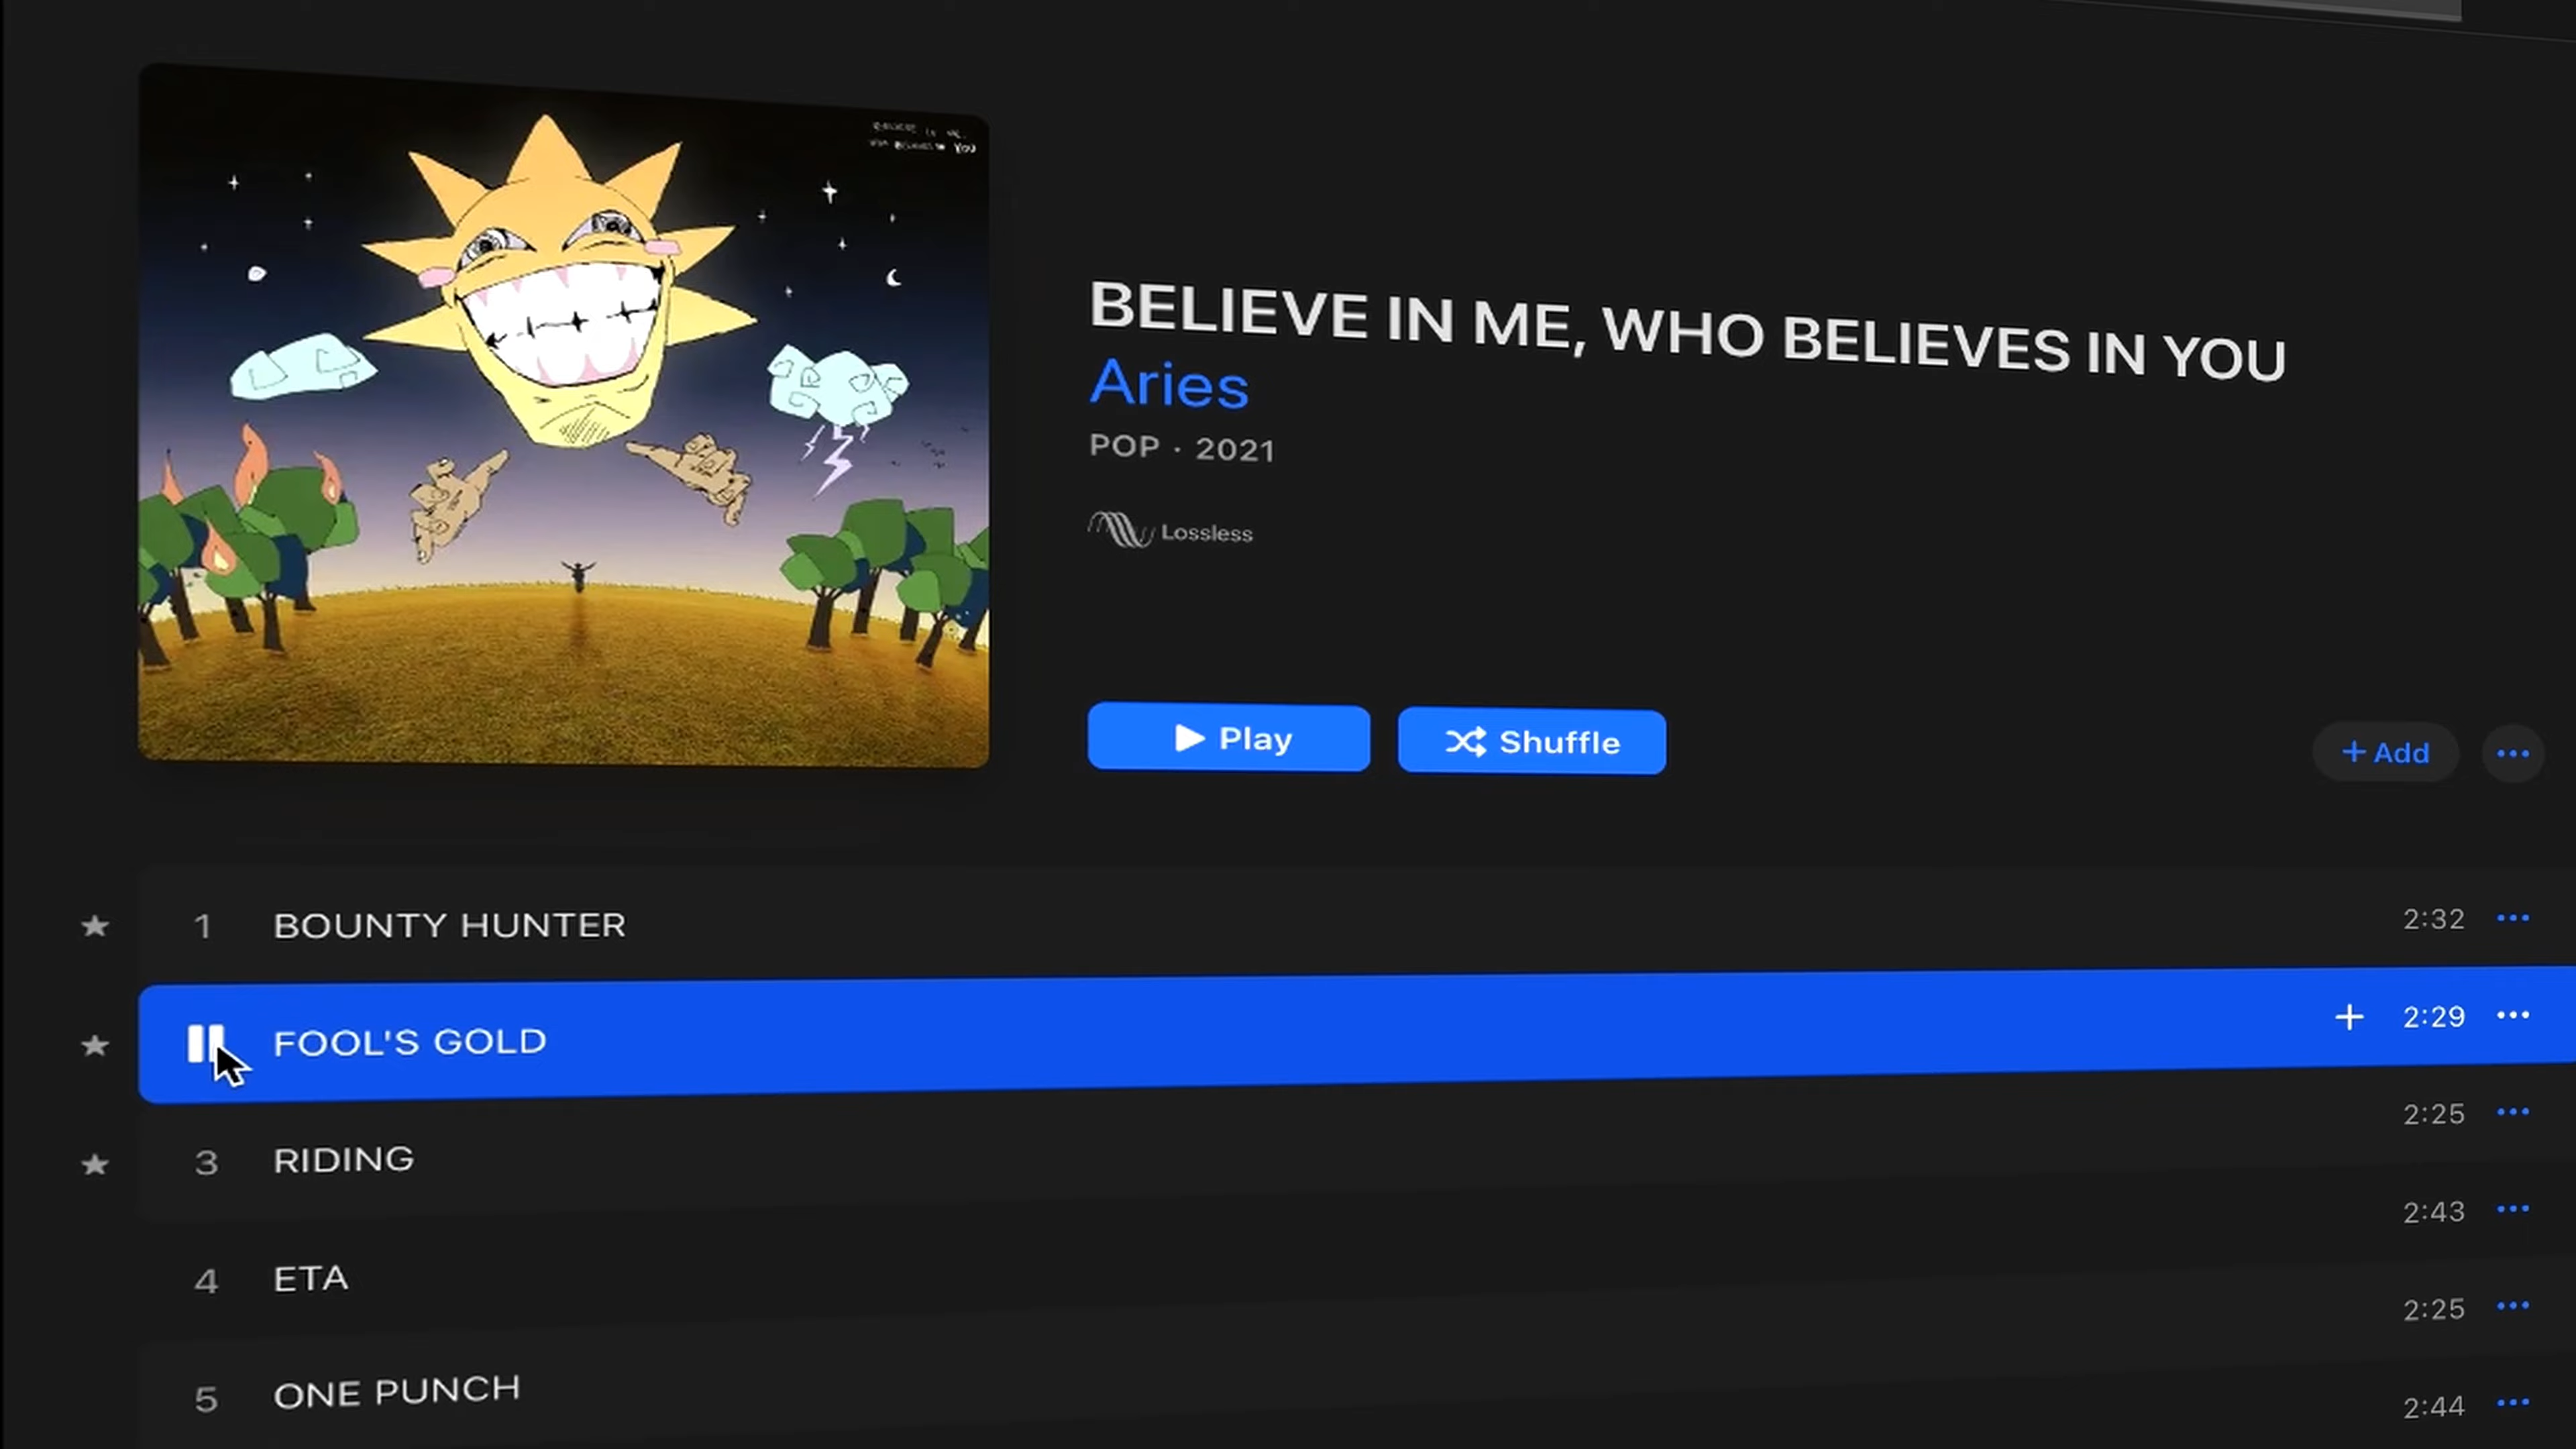 YOU
BELIEVE IN ME, WHO BELIEVES IN YOU
Aries
POP · 2021
Lossless
Play
Shuffle
+ Add
1 BOUNTY HUNTER 2:32
FOOL'S GOLD + 2:29
3 RIDING 2:25
4 ETA 2:43
5 ONE PUNCH 2:25
2:44